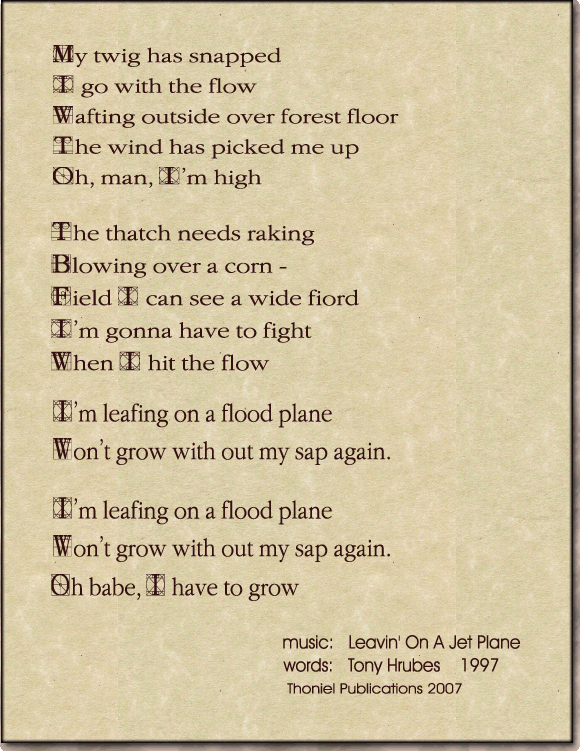 My twig has snapped
I go with the flow
Wafting outside over forest floor
The wind has picked me up
Oh, man, I'm high
The thatch needs raking
Blowing over a corn -
Field I can see a wide fiord
I'm gonna have to fight
When I hit the flow
I'm leafing on a flood plane
Won't grow with out my sap again.
I'm leafing on a flood plane
Won't grow with out my sap again.
Oh babe, I have to grow
music: Leavin' On A Jet Plane
words: Tony Hrubes 1997
Thoniel Publications 2007